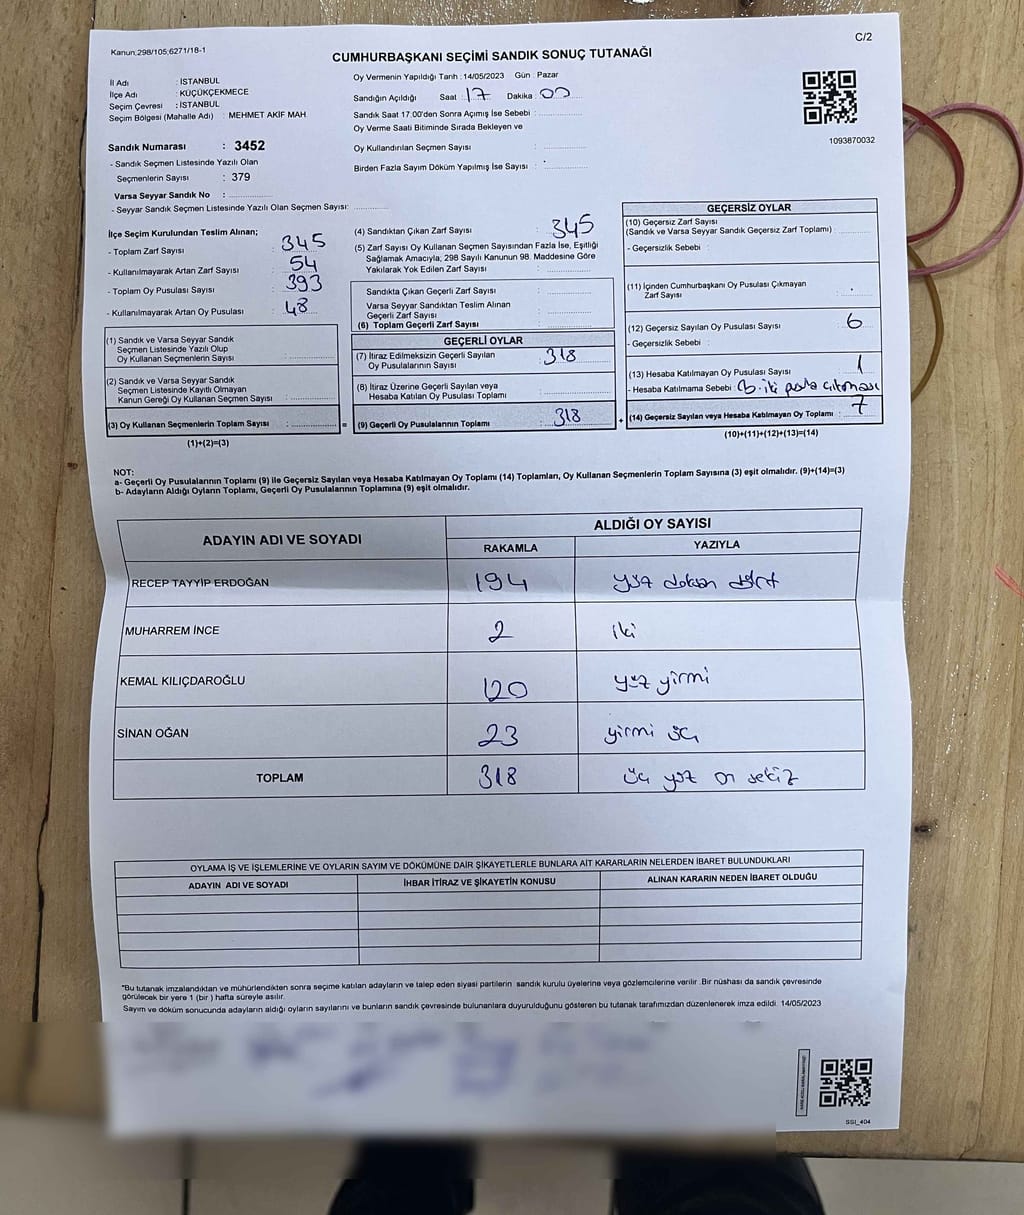 Kanun:298/105;6271/18-1
C/2
CUMHURBAŞKANI SEÇİMİ SANDIK SONUÇ TUTANAĞI
İl Adı : İSTANBUL
İlçe Adı : KÜÇÜKÇEKMECE
Seçim Çevresi : İSTANBUL
Seçim Bölgesi (Mahalle Adı) : MEHMET AKİF MAH
Oy Vermenin Yapıldığı Tarih :14/05/2023 Gün : Pazar
Sandığın Açıldığı Saat 17 Dakika 00
Sandık Saat 17.00'den Sonra Açımış İse Sebebi :
Oy Verme Saati Bitiminde Sırada Bekleyen ve
Oy Kullandırılan Seçmen Sayısı :
Birden Fazla Sayım Döküm Yapılmış İse Sayısı :
1093870032
Sandık Numarası : 3452
- Sandık Seçmen Listesinde Yazılı Olan
Seçmenlerin Sayısı : 379
Varsa Seyyar Sandık No :
- Seyyar Sandık Seçmen Listesinde Yazılı Olan Seçmen Sayısı:
İlçe Seçim Kurulundan Teslim Alınan;
- Toplam Zarf Sayısı 345
- Kullanılmayarak Artan Zarf Sayısı 54
- Toplam Oy Pusulası Sayısı 393
- Kullanılmayarak Artan Oy Pusulası 48
(1) Sandık ve Varsa Seyyar Sandık
Seçmen Listesinde Yazılı Olup
Oy Kullanan Seçmenlerin Sayısı :
(2) Sandık ve Varsa Seyyar Sandık
Seçmen Listesinde Kayıtlı Olmayan
Kanun Gereği Oy Kullanan Seçmen Sayısı :
(3) Oy Kullanan Seçmenlerin Toplam Sayısı : =
(1)+(2)=(3)
(4) Sandıktan Çıkan Zarf Sayısı : 345
(5) Zarf Sayısı Oy Kullanan Seçmen Sayısından Fazla İse, Eşitliği
Sağlamak Amacıyla; 298 Sayılı Kanunun 98. Maddesine Göre
Yakılarak Yok Edilen Zarf Sayısı :
Sandıkta Çıkan Geçerli Zarf Sayısı :
Varsa Seyyar Sandıktan Teslim Alınan
Geçerli Zarf Sayısı :
(6) Toplam Geçerli Zarf Sayısı :
GEÇERLİ OYLAR
(7) İtiraz Edilmeksizin Geçerli Sayılan
Oy Pusulasının Sayısı : 318
(8) İtiraz Üzerine Geçerli Sayılan veya
Hesaba Katılan Oy Pusulası Toplamı :
(9) Geçerli Oy Pusulalarının Toplamı : 318 +
GEÇERSİZ OYLAR
(10) Geçersiz Zarf Sayısı
(Sandık ve Varsa Seyyar Sandık Geçersiz Zarf Toplamı) :
- Geçersizlik Sebebi :
(11) İçinden Cumhurbaşkanı Oy Pusulası Çıkmayan
Zarf Sayısı :
(12) Geçersiz Sayılan Oy Pusulası Sayısı : 6
- Geçersizlik Sebebi :
(13) Hesaba Katılmayan Oy Pusulası Sayısı : 1
- Hesaba Katılmama Sebebi : B. iki pusla çıkması
(14) Geçersiz Sayılan veya Hesaba Katılmayan Oy Toplamı : 7
(10)+(11)+(12)+(13)=(14)
NOT:
a- Geçerli Oy Pusulalarının Toplamı (9) ile Geçersiz Sayılan veya Hesaba Katılmayan Oy Toplamı (14) Toplamları, Oy Kullanan Seçmenlerin Toplam Sayısına (3) eşit olmalıdır. (9)+(14)=(3)
b- Adayların Aldığı Oyların Toplamı, Geçerli Oy Pusulalarının Toplamına (9) eşit olmalıdır.
ADAYIN ADI VE SOYADI ALDIĞI OY SAYISI
RAKAMLA YAZIYLA
RECEP TAYYİP ERDOĞAN 194 yüz doksan dört
MUHARREM İNCE 2 iki
KEMAL KILIÇDAROĞLU 120 yüz yirmi
SİNAN OĞAN 23 yirmi üç
TOPLAM 318 üç yüz on sekiz
OYLAMA İŞ VE İŞLEMLERİNE VE OYLARIN SAYIM VE DÖKÜMÜNE DAİR ŞİKAYETLERLE BUNLARA AİT KARARLARIN NELERDEN İBARET BULUNDUKLARI
ADAYIN ADI VE SOYADI İHBAR İTİRAZ VE ŞİKAYETİN KONUSU ALINAN KARARIN NEDEN İBARET OLDUĞU
"Bu tutanak imzalandıktan ve mühürlendikten sonra seçime katılan adayların ve talep eden siyasi partilerin sandık kurulu üyelerine veya gözlemcilerine verilir .Bir nüshası da sandık çevresinde
görülecek bir yere 1 (bir ) hafta süreyle asılır.
Sayım ve döküm sonucunda adayların aldığı oyların sayılarını ve bunların sandık çevresinde bulunanlara duyurulduğunu gösteren bu tutanak tarafımızdan düzenlenerek imza edildi. 14/05/2023
SSI_404